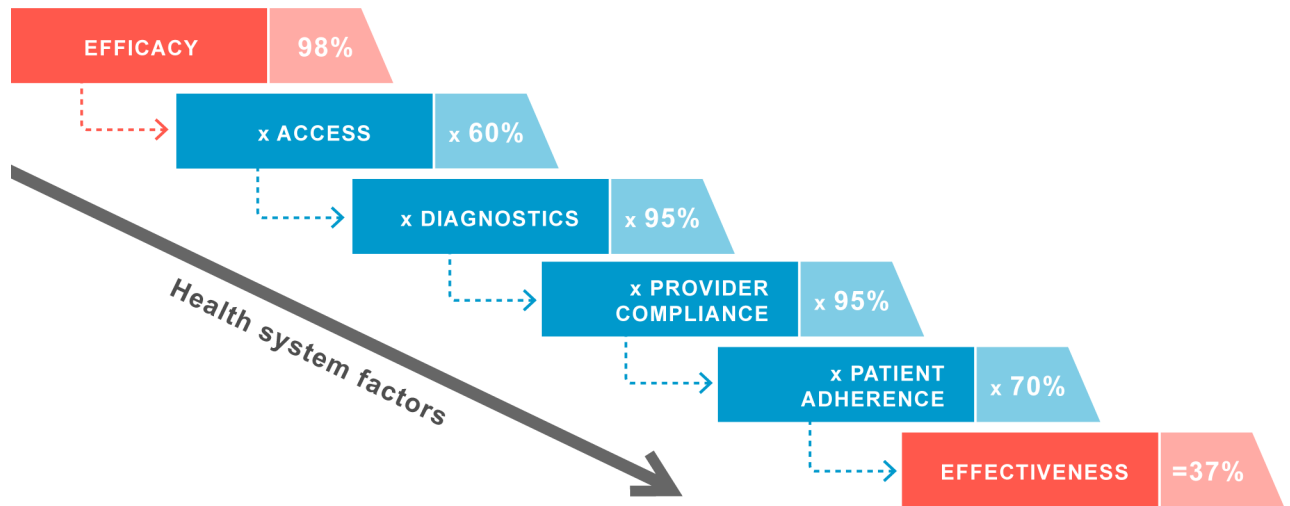 EFFICACY 98%
x ACCESS x 60%
x DIAGNOSTICS x 95%
x PROVIDER
COMPLIANCE x 95%
x PATIENT
ADHERENCE x 70%
EFFECTIVENESS =37%
Health system factors